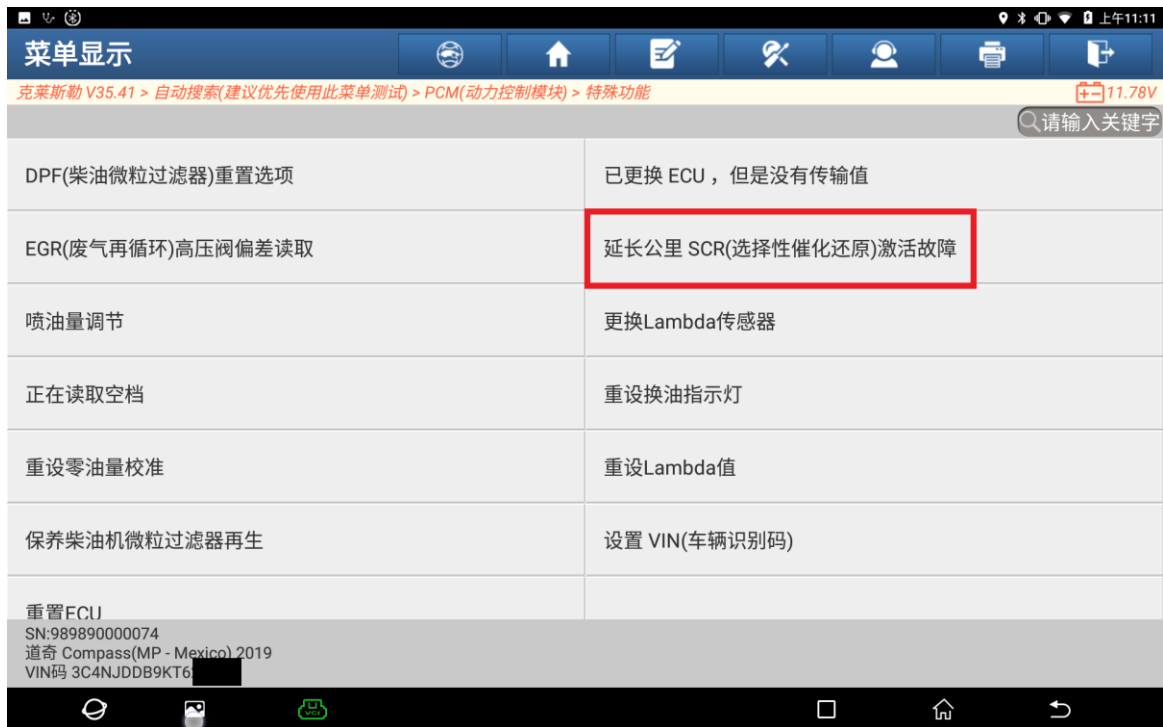 上午11:11
菜单显示
克莱斯勒 V35.41 > 自动搜索(建议优先使用此菜单测试) > PCM(动力控制模块) > 特殊功能
11.78V
请输入关键字
DPF(柴油微粒过滤器)重置选项
已更换 ECU ，但是没有传输值
EGR(废气再循环)高压阀偏差读取
延长公里 SCR(选择性催化还原)激活故障
喷油量调节
更换Lambda传感器
正在读取空档
重设换油指示灯
重设零油量校准
重设Lambda值
保养柴油机微粒过滤器再生
设置 VIN(车辆识别码)
重置ECU
SN:989890000074
道奇 Compass(MP - Mexico) 2019
VIN码 3C4NJDDB9KT6
VCI